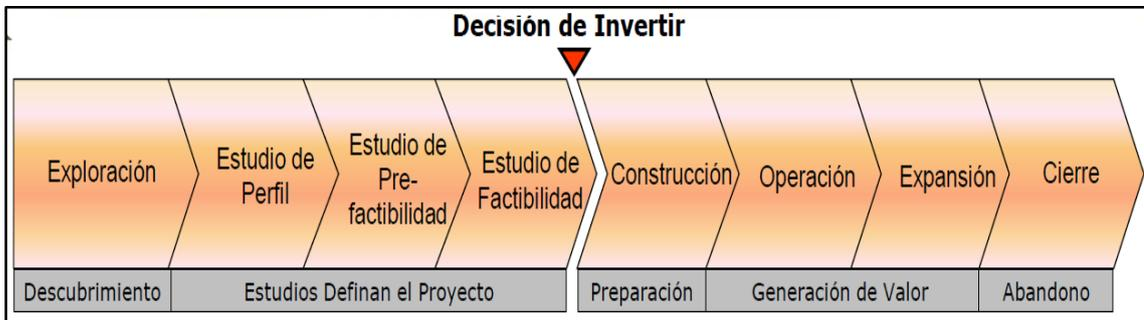 Decisión de Invertir
Exploración
Estudio de
Perfil
Estudio de
Pre-
factibilidad
Estudio de
Factibilidad
Construcción
Operación
Expansión
Cierre
Descubrimiento
Estudios Definan el Proyecto
Preparación
Generación de Valor
Abandono